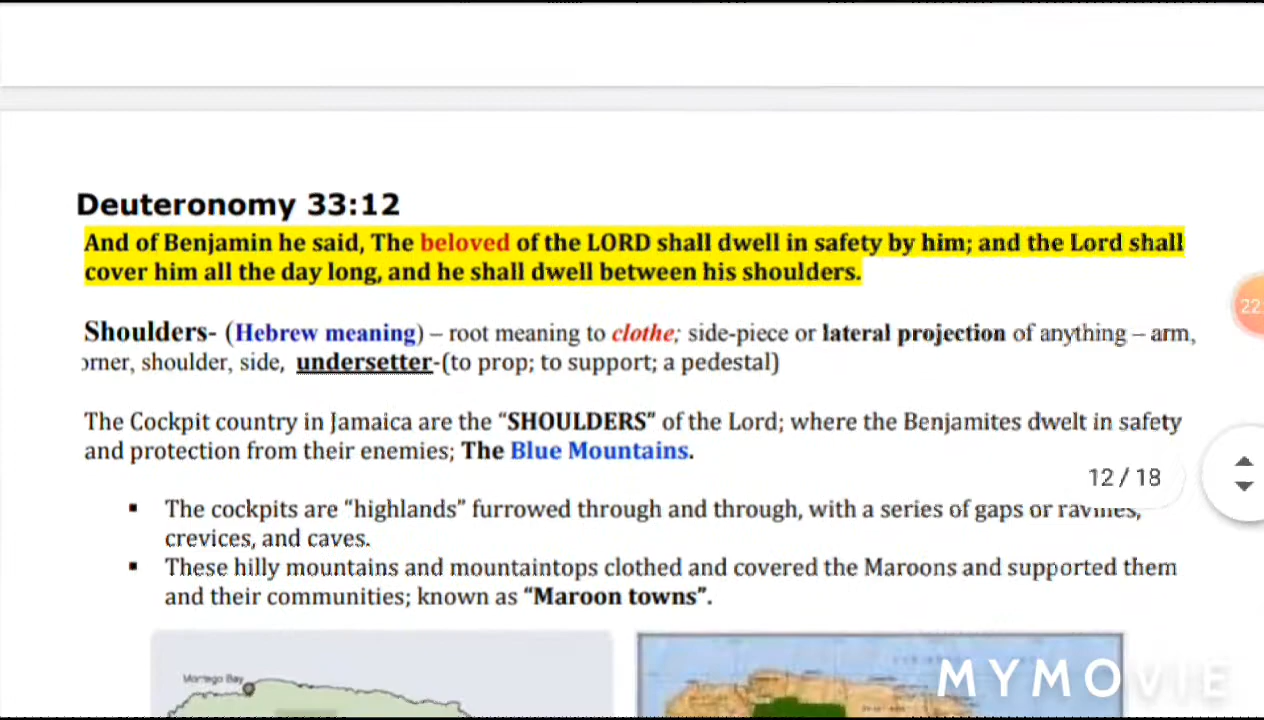 Deuteronomy 33:12
And of Benjamin he said, The beloved of the LORD shall dwell in safety by him; and the Lord shall
cover him all the day long, and he shall dwell between his shoulders.
22
Shoulders- (Hebrew meaning) – root meaning to clothe; side-piece or lateral projection of anything – arm,
orner, shoulder, side, undersetter-(to prop; to support; a pedestal)
The Cockpit country in Jamaica are the “SHOULDERS” of the Lord; where the Benjamites dwelt in safety
and protection from their enemies; The Blue Mountains.
12 / 18
▪ The cockpits are “highlands” furrowed through and through, with a series of gaps or ravines,
crevices, and caves.
▪ These hilly mountains and mountaintops clothed and covered the Maroons and supported them
and their communities; known as “Maroon towns”.
Montego Bay
MYMOVIE